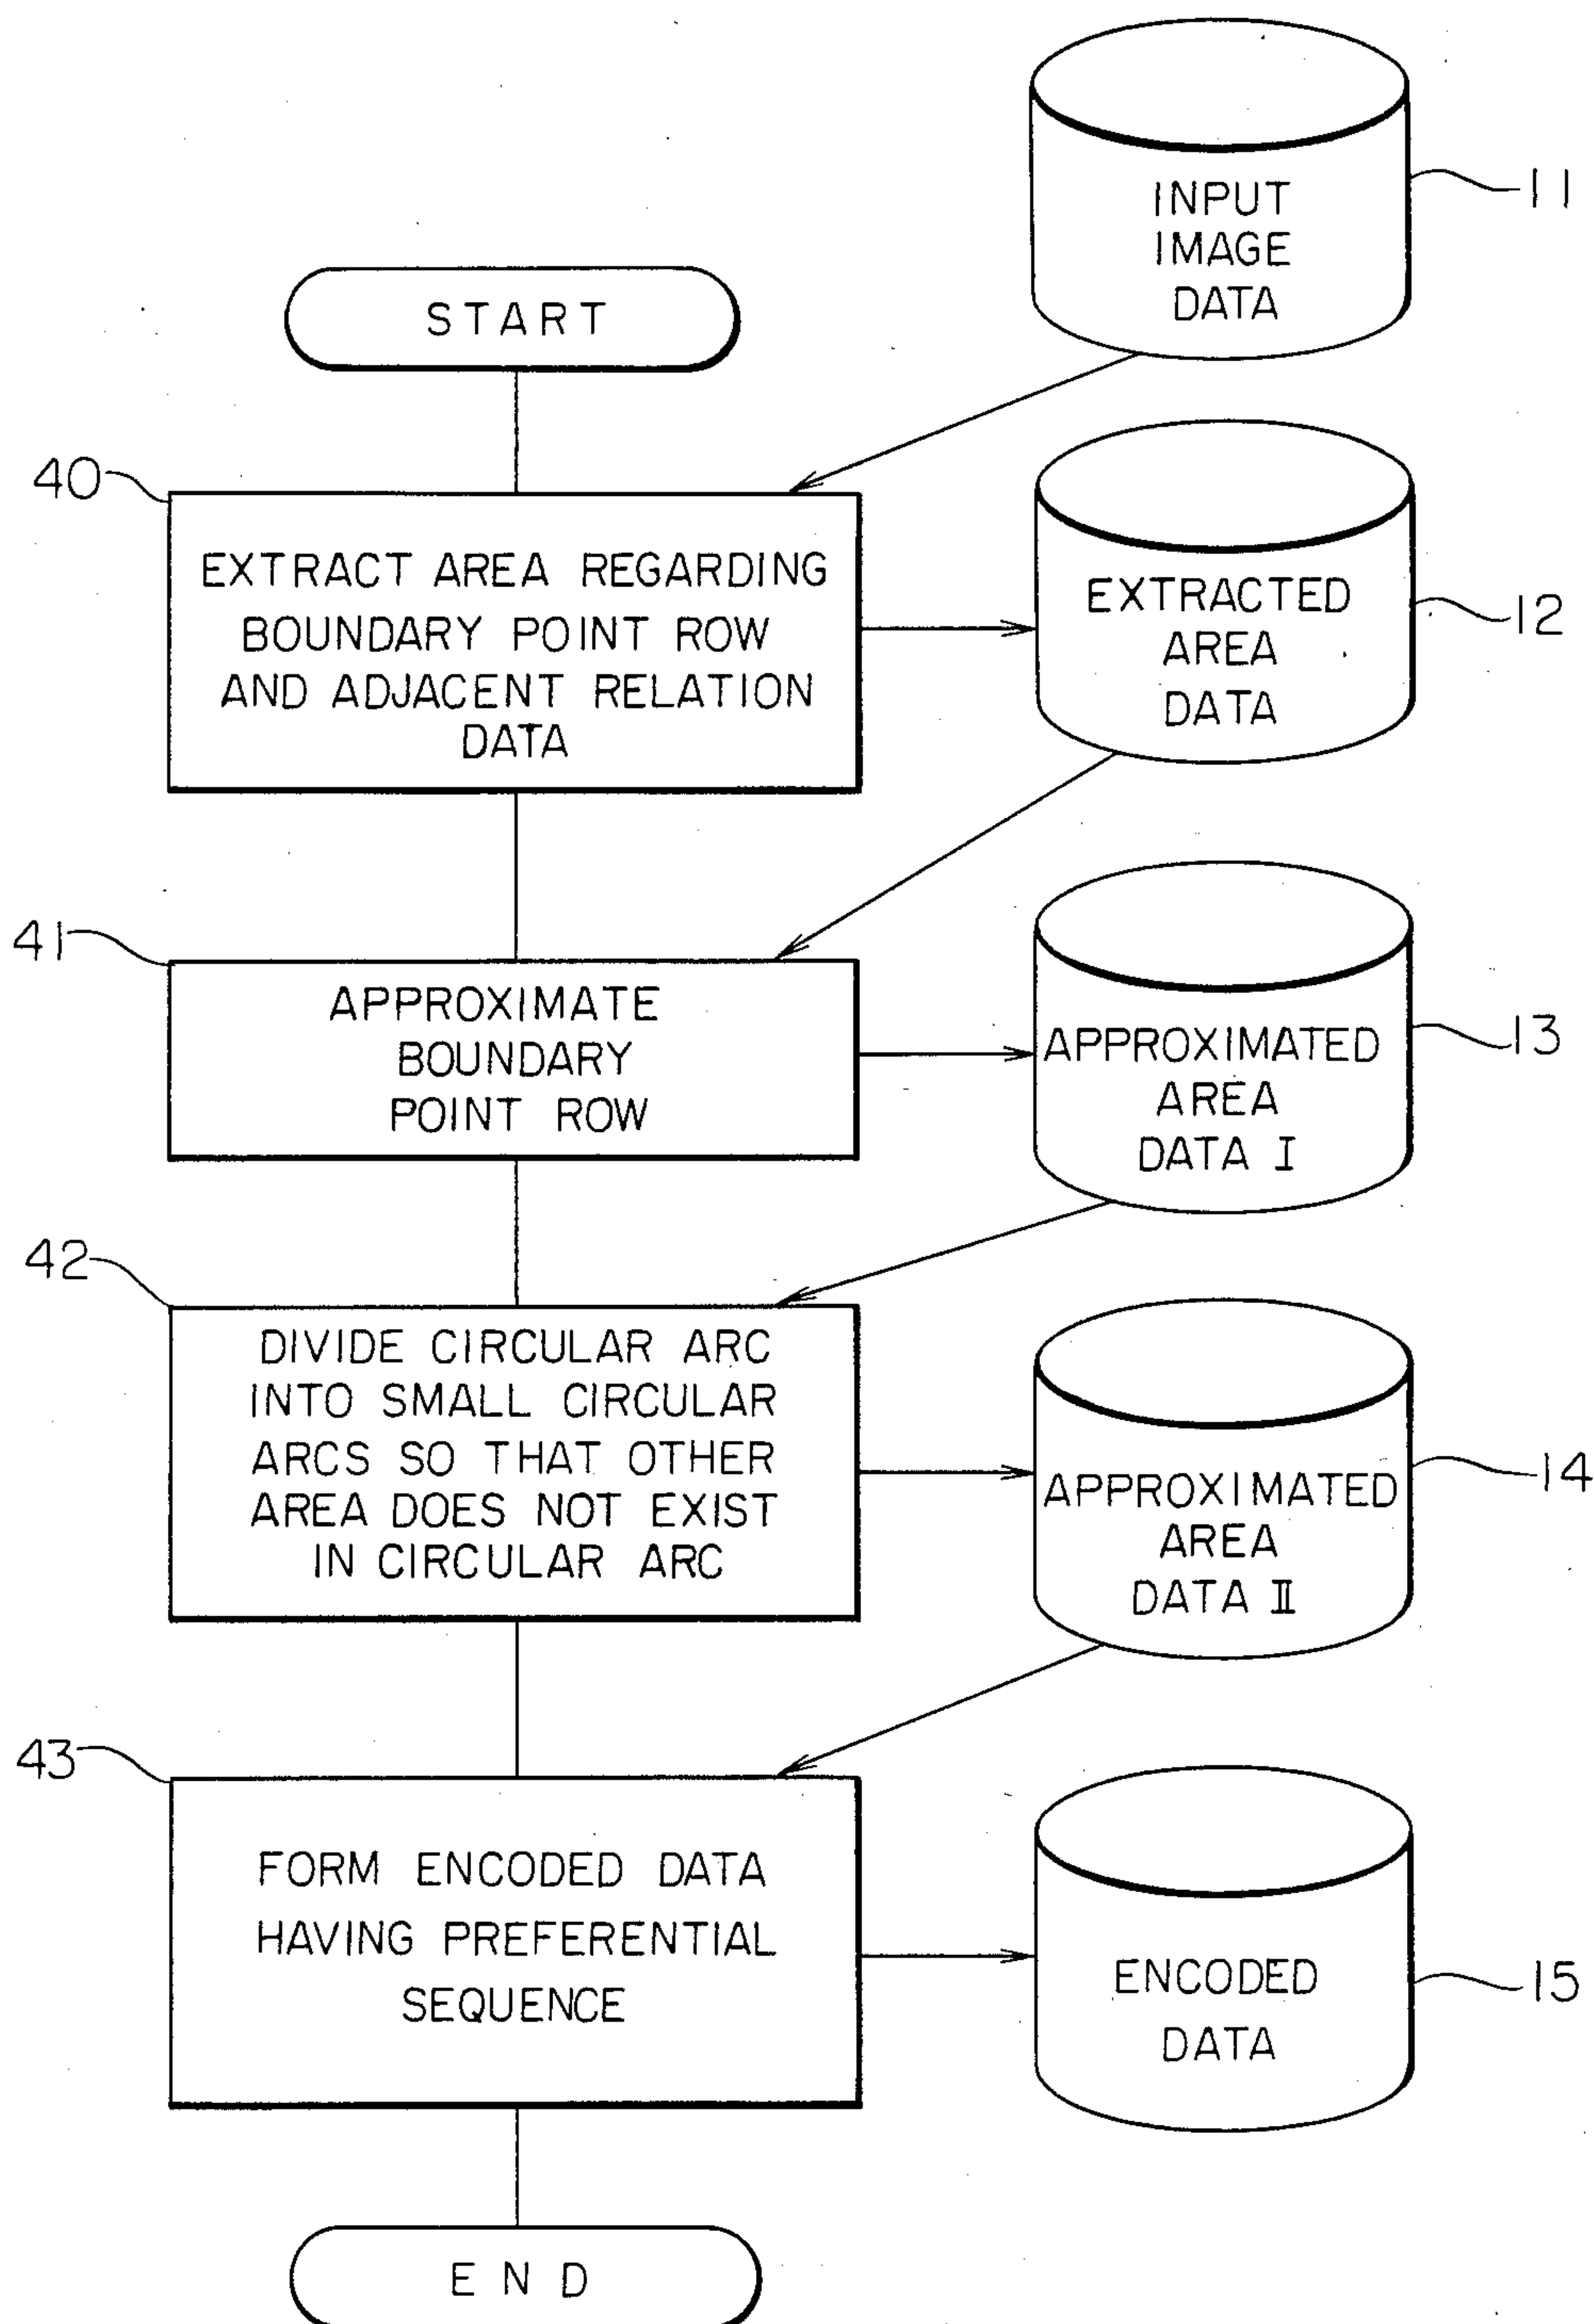 INPUT
IMAGE
DATA
11
START
40
EXTRACT AREA REGARDING
BOUNDARY POINT ROW
AND ADJACENT RELATION
DATA
EXTRACTED
AREA
DATA
12
41
APPROXIMATE
BOUNDARY
POINT ROW
APPROXIMATED
AREA
DATA I
13
42
DIVIDE CIRCULAR ARC
INTO SMALL CIRCULAR
ARCS SO THAT OTHER
AREA DOES NOT EXIST
IN CIRCULAR ARC
APPROXIMATED
AREA
DATA II
14
43
FORM ENCODED DATA
HAVING PREFERENTIAL
SEQUENCE
ENCODED
DATA
15
END